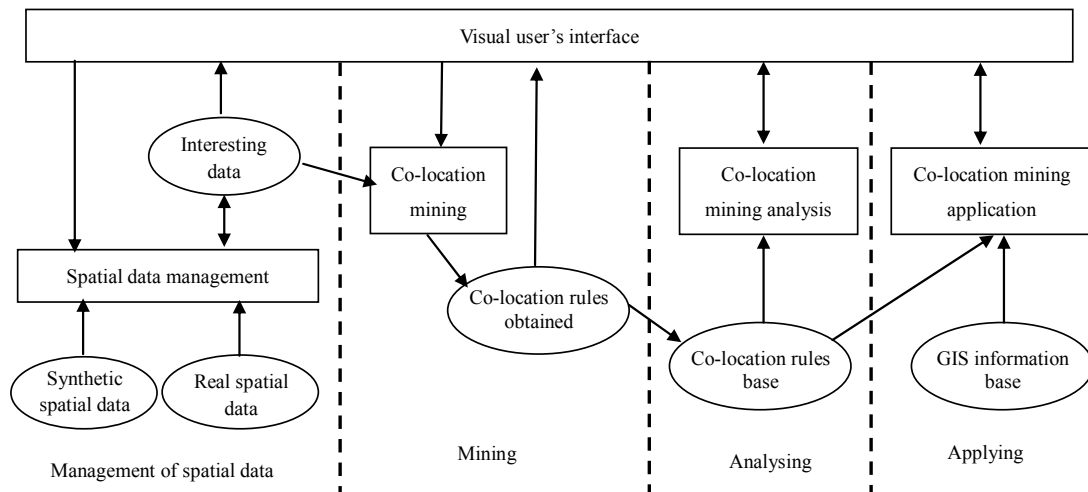 Visual user's interface
Interesting
data
Co-location
mining
Co-location
mining analysis
Co-location mining
application
Spatial data management
Co-location rules
obtained
Synthetic
spatial data
Real spatial
data
Co-location rules
base
GIS information
base
Management of spatial data
Mining
Analysing
Applying